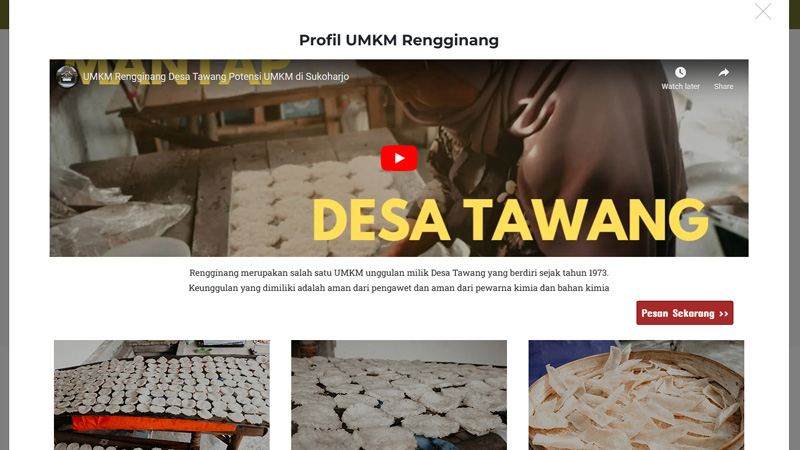 Profil UMKM Rengginang
MANTAP
UMKM Rengginang Desa Tawang Potensi UMKM di Sukoharjo
Watch later
Share
DESA TAWANG
Rengginang merupakan salah satu UMKM unggulan milik Desa Tawang yang berdiri sejak tahun 1973.
Keunggulan yang dimiliki adalah aman dari pengawet dan aman dari pewarna kimia dan bahan kimia
Pesan Sekarang >>